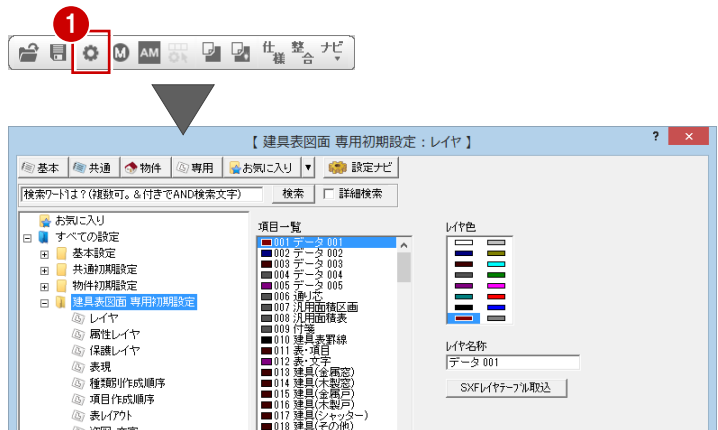 1
M AM 仕様 整合 ナビ
【 建具表図面 専用初期設定：レイヤ 】 ? ×
基本 共通 物件 専用 お気に入り ▼ 設定ナビ
検索ワードは?(複数可。&付きでAND検索文字) 検索 詳細検索
お気に入り
すべての設定
基本設定
共通初期設定
物件初期設定
建具表図面 専用初期設定
レイヤ
属性レイヤ
保護レイヤ
表現
種類別作成順序
項目作成順序
表レイアウト
姿図・文字
項目一覧
001 データ 001
002 データ 002
003 データ 003
004 データ 004
005 データ 005
006 通り芯
007 汎用面積区画
008 汎用面積表
009 付箋
010 建具表罫線
011 表・項目
012 表・文字
013 建具(金属窓)
014 建具(木製窓)
015 建具(金属戸)
016 建具(木製戸)
017 建具(シャッター)
018 建具(その他)
レイヤ色
レイヤ名称
データ 001
SXFレイヤテーブル取込